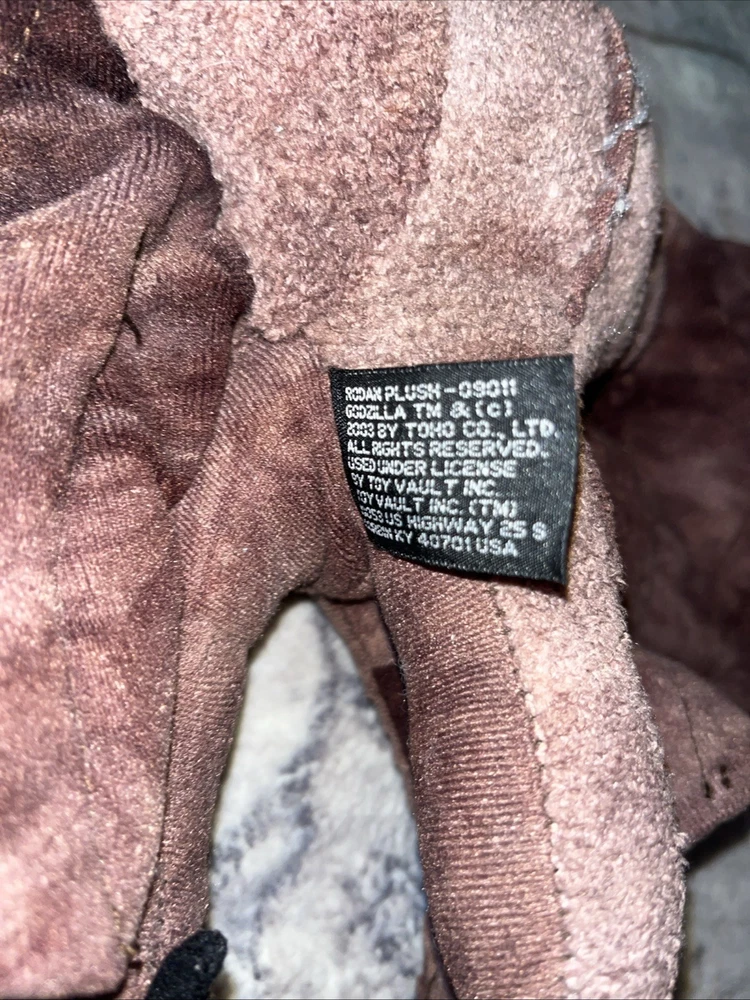 RODAN PLUSH - 09011
GODZILLA TM & (c)
2003 BY TOHO CO., LTD.
ALL RIGHTS RESERVED.
USED UNDER LICENSE
BY TOY VAULT INC.
TOY VAULT INC. (TM)
US HIGHWAY 25 S
KY 40701 USA